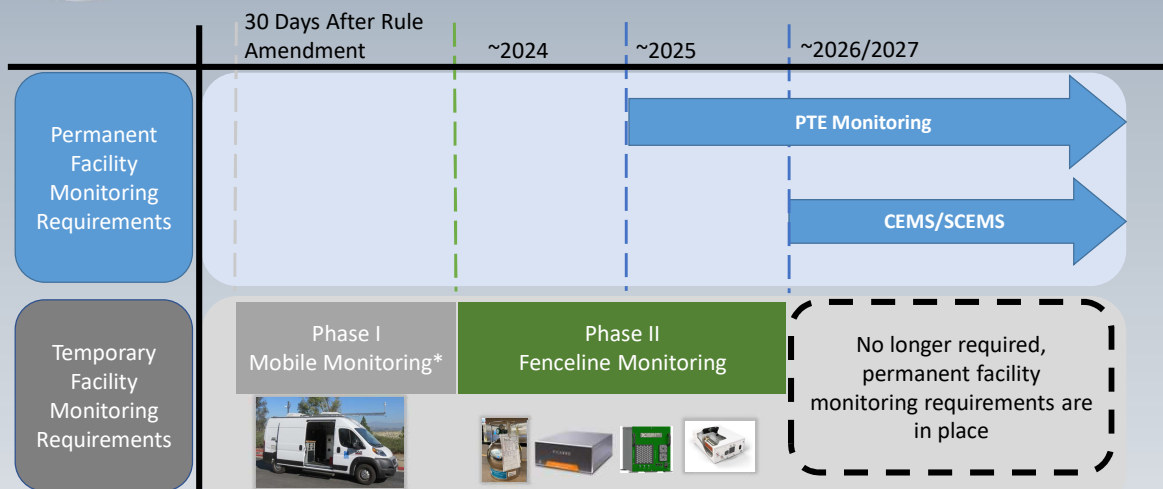 30 Days After Rule
Amendment
~2024
~2025
~2026/2027
Permanent
Facility
Monitoring
Requirements
PTE Monitoring
CEMS/SCEMS
Temporary
Facility
Monitoring
Requirements
Phase I
Mobile Monitoring*
Phase II
Fenceline Monitoring
No longer required,
permanent facility
monitoring requirements are
in place